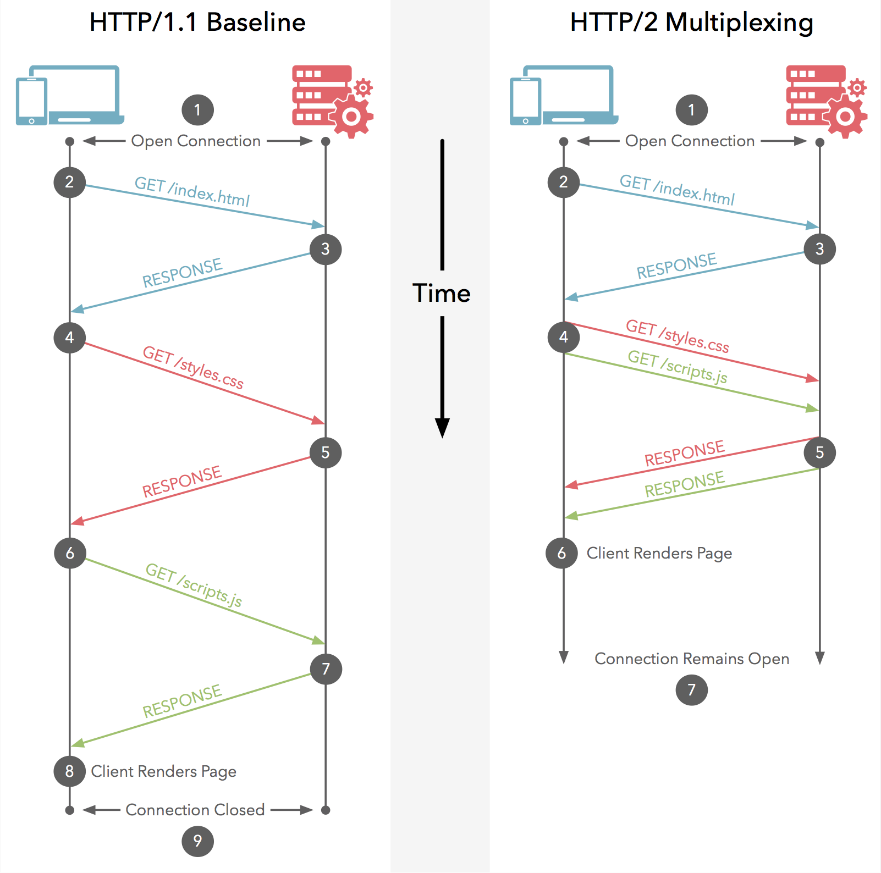 HTTP/1.1 Baseline
1
Open Connection
2
GET /index.html
3
RESPONSE
4
GET /styles.css
5
RESPONSE
6
GET /scripts.js
7
RESPONSE
8 Client Renders Page
Connection Closed
9
Time
HTTP/2 Multiplexing
1
Open Connection
2
GET /index.html
3
RESPONSE
4
GET /styles.css
GET /scripts.js
5
RESPONSE
RESPONSE
6 Client Renders Page
Connection Remains Open
7